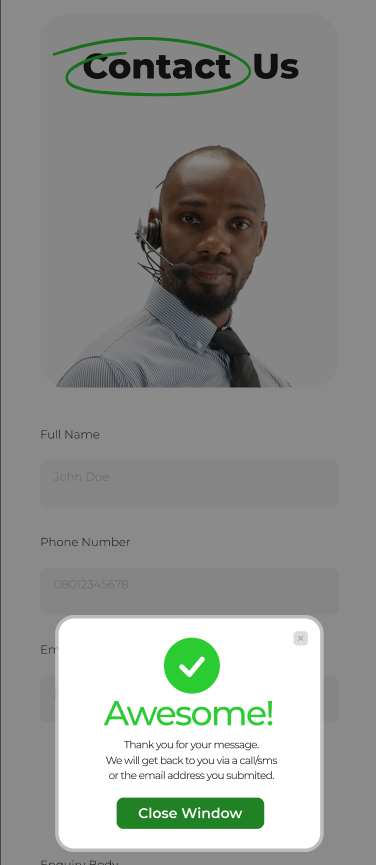 Contact Us
Full Name
John Doe
Phone Number
08012345678
Awesome!
Thank you for your message.
We will get back to you via a call/sms
or the email address you submited.
Close Window
Enquiry Body